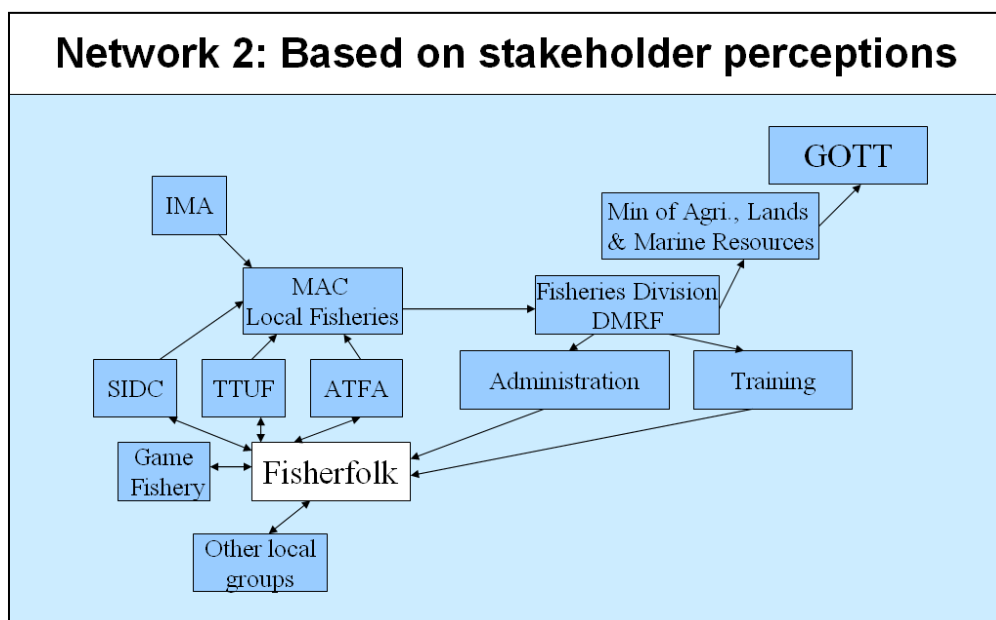 Network 2: Based on stakeholder perceptions
GOTT
IMA
Min of Agri., Lands
& Marine Resources
MAC
Local Fisheries
Fisheries Division
DMRF
SIDC
TTUF
ATFA
Administration
Training
Game
Fishery
Fisherfolk
Other local
groups